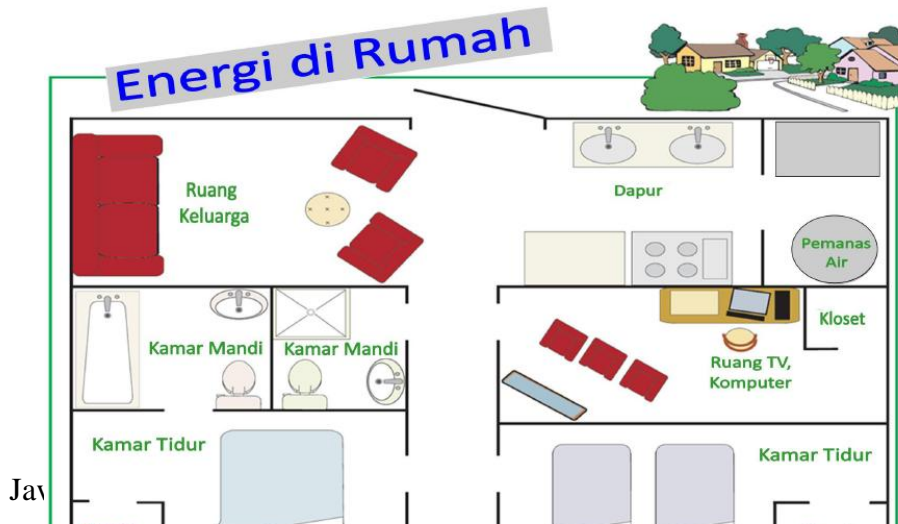 Energi di Rumah
Ruang
Keluarga
Dapur
Pemanas
Air
Kamar Mandi
Kamar Mandi
Ruang TV,
Komputer
Kloset
Kamar Tidur
Kamar Tidur